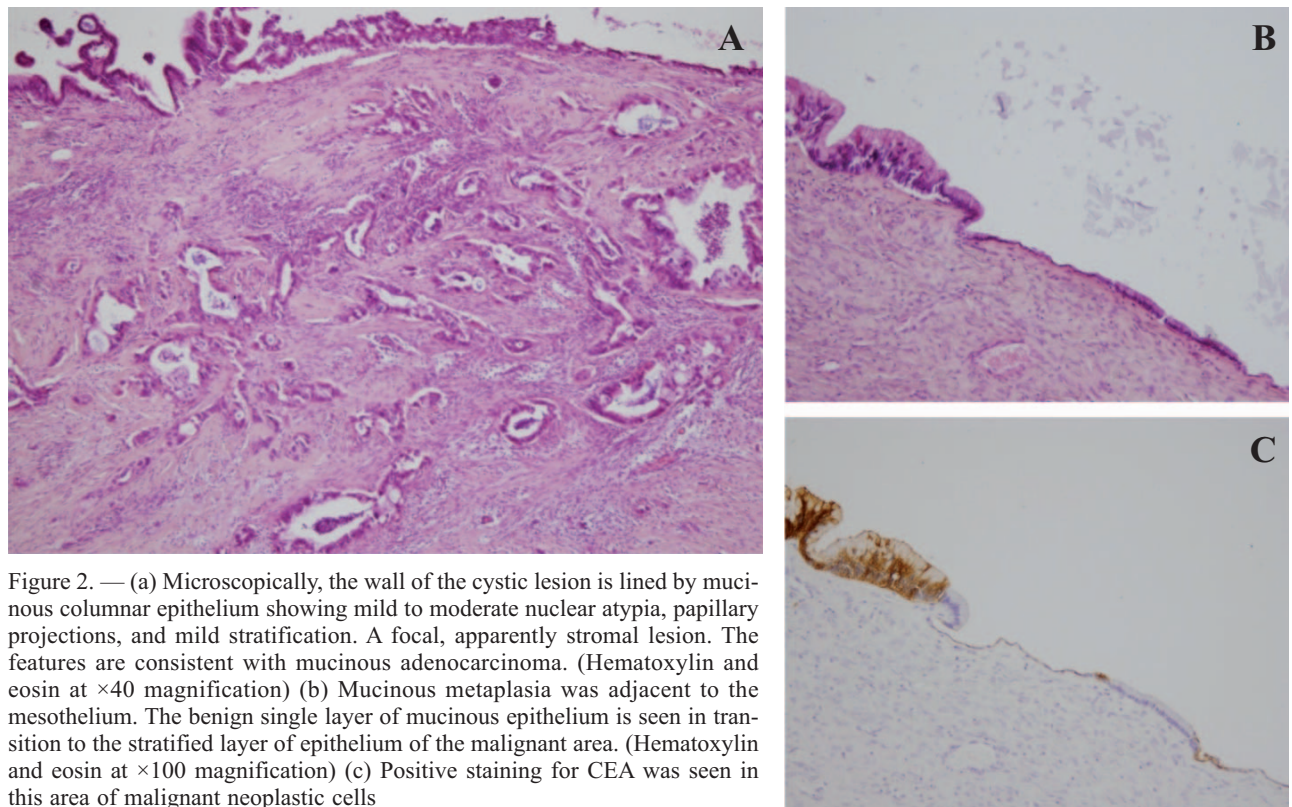 A
B
C
Figure 2. — (a) Microscopically, the wall of the cystic lesion is lined by muci-
nous columnar epithelium showing mild to moderate nuclear atypia, papillary
projections, and mild stratification. A focal, apparently stromal lesion. The
features are consistent with mucinous adenocarcinoma. (Hematoxylin and
eosin at ×40 magnification) (b) Mucinous metaplasia was adjacent to the
mesothelium. The benign single layer of mucinous epithelium is seen in tran-
sition to the stratified layer of epithelium of the malignant area. (Hematoxylin
and eosin at ×100 magnification) (c) Positive staining for CEA was seen in
this area of malignant neoplastic cells